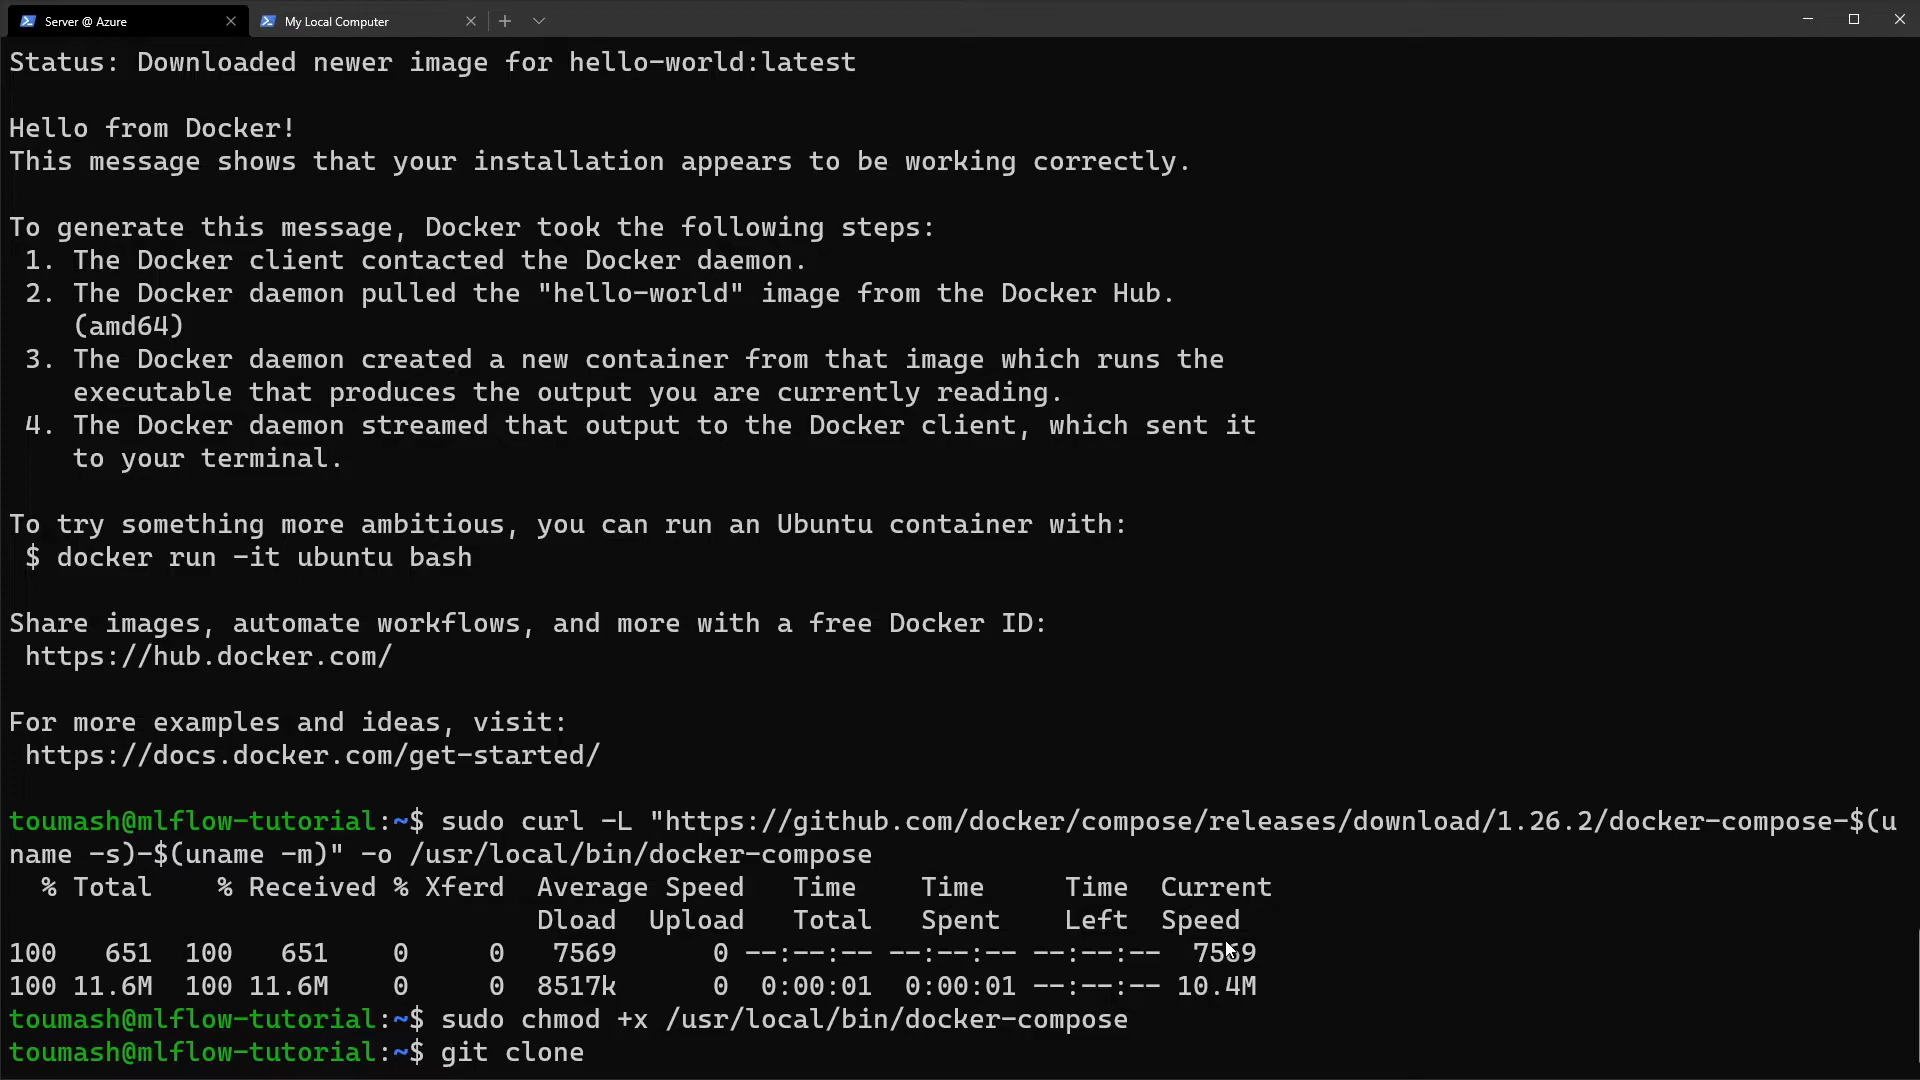 Server @ Azure
My Local Computer
Status: Downloaded newer image for hello-world:latest
Hello from Docker!
This message shows that your installation appears to be working correctly.
To generate this message, Docker took the following steps:
1. The Docker client contacted the Docker daemon.
2. The Docker daemon pulled the "hello-world" image from the Docker Hub.
(amd64)
3. The Docker daemon created a new container from that image which runs the
executable that produces the output you are currently reading.
4. The Docker daemon streamed that output to the Docker client, which sent it
to your terminal.
To try something more ambitious, you can run an Ubuntu container with:
$ docker run -it ubuntu bash
Share images, automate workflows, and more with a free Docker ID:
https://hub.docker.com/
For more examples and ideas, visit:
https://docs.docker.com/get-started/
toumash@mlflow-tutorial:~$ sudo curl -L "https://github.com/docker/compose/releases/download/1.26.2/docker-compose-$(u
name -s)-$(uname -m)" -o /usr/local/bin/docker-compose
% Total % Received % Xferd Average Speed Time Time Time Current
Dload Upload Total Spent Left Speed
100 651 100 651 0 0 7569 0 --:--:-- --:--:-- --:--:-- 7569
100 11.6M 100 11.6M 0 0 8517k 0 0:00:01 0:00:01 --:--:-- 10.4M
toumash@mlflow-tutorial:~$ sudo chmod +x /usr/local/bin/docker-compose
toumash@mlflow-tutorial:~$ git clone